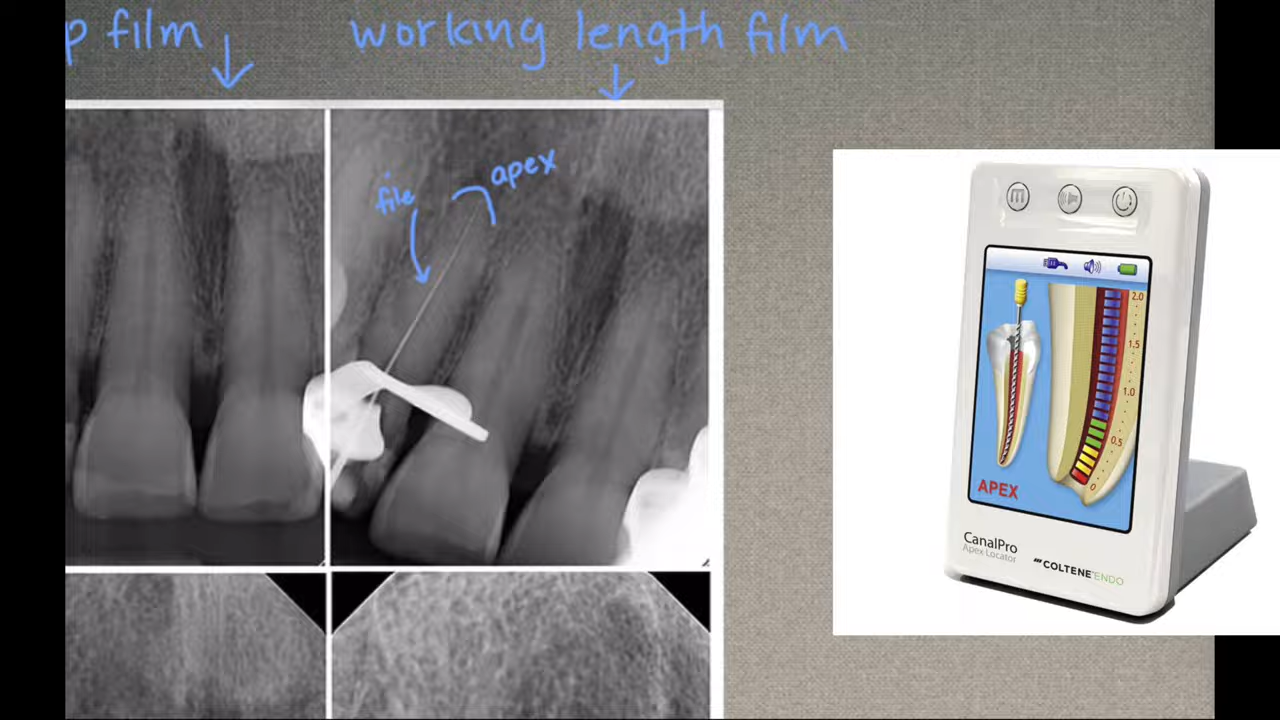 p film
working length film
file
apex
2.0
1.5
1.0
0.5
0
APEX
CanalPro
Apex Locator
COLTENE ENDO